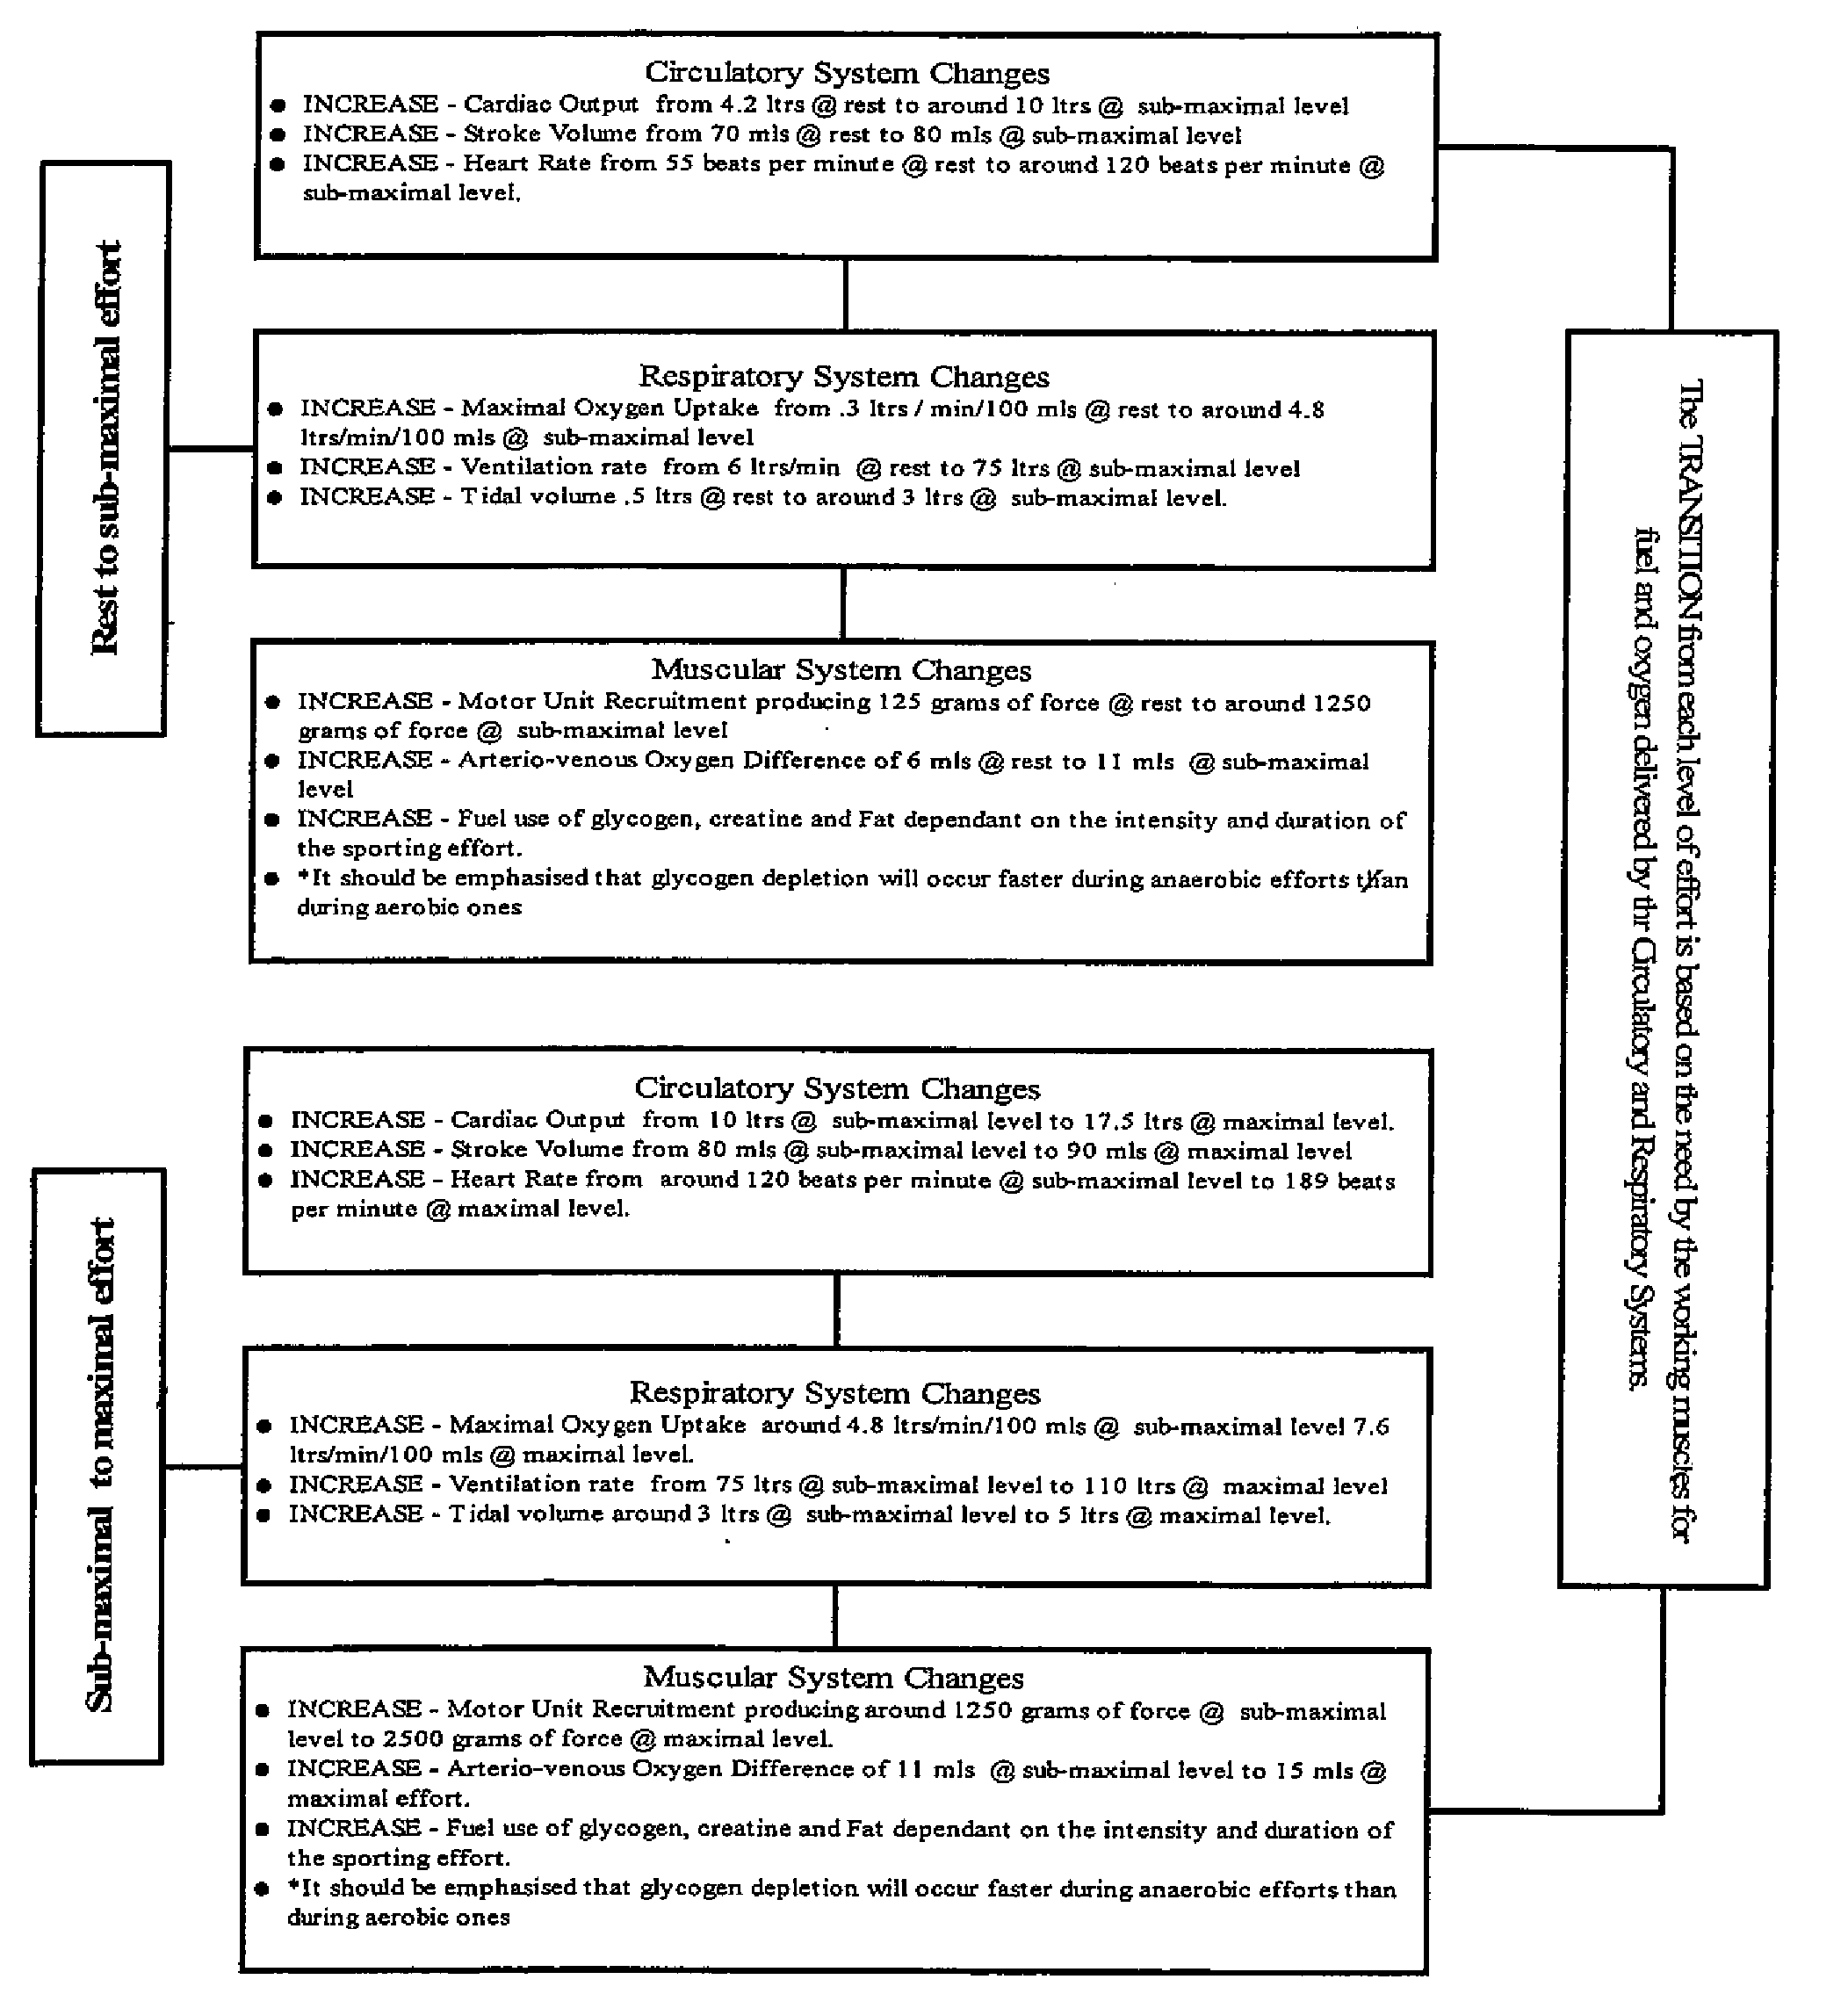 Circulatory System Changes
● INCREASE - Cardiac Output from 4.2 ltrs @ rest to around 10 ltrs @ sub-maximal level
● INCREASE - Stroke Volume from 70 mls @ rest to 80 mls @ sub-maximal level
● INCREASE - Heart Rate from 55 beats per minute @ rest to around 120 beats per minute @
sub-maximal level.
Rest to sub-maximal effort
Respiratory System Changes
● INCREASE - Maximal Oxygen Uptake from .3 ltrs / min/100 mls @ rest to around 4.8
ltrs/min/100 mls @ sub-maximal level
● INCREASE - Ventilation rate from 6 ltrs/min @ rest to 75 ltrs @ sub-maximal level
● INCREASE - Tidal volume .5 ltrs @ rest to around 3 ltrs @ sub-maximal level.
Muscular System Changes
● INCREASE - Motor Unit Recruitment producing 125 grams of force @ rest to around 1250
grams of force @ sub-maximal level
● INCREASE - Arterio-venous Oxygen Difference of 6 mls @ rest to 11 mls @ sub-maximal
level
● INCREASE - Fuel use of glycogen, creatine and Fat dependant on the intensity and duration of
the sporting effort.
● *It should be emphasised that glycogen depletion will occur faster during anaerobic efforts than
during aerobic ones
The TRANSITION from each level of effort is based on the need by the working muscles for
fuel and oxygen delivered by thr Circulatory and Respiratory Systems.
Circulatory System Changes
● INCREASE - Cardiac Output from 10 ltrs @ sub-maximal level to 17.5 ltrs @ maximal level.
● INCREASE - Stroke Volume from 80 mls @ sub-maximal level to 90 mls @ maximal level
● INCREASE - Heart Rate from around 120 beats per minute @ sub-maximal level to 189 beats
per minute @ maximal level.
Sub-maximal to maximal effort
Respiratory System Changes
● INCREASE - Maximal Oxygen Uptake around 4.8 ltrs/min/100 mls @ sub-maximal level 7.6
ltrs/min/100 mls @ maximal level.
● INCREASE - Ventilation rate from 75 ltrs @ sub-maximal level to 110 ltrs @ maximal level
● INCREASE - Tidal volume around 3 ltrs @ sub-maximal level to 5 ltrs @ maximal level.
Muscular System Changes
● INCREASE - Motor Unit Recruitment producing around 1250 grams of force @ sub-maximal
level to 2500 grams of force @ maximal level.
● INCREASE - Arterio-venous Oxygen Difference of 11 mls @ sub-maximal level to 15 mls @
maximal effort.
● INCREASE - Fuel use of glycogen, creatine and Fat dependant on the intensity and duration of
the sporting effort.
● *It should be emphasised that glycogen depletion will occur faster during anaerobic efforts than
during aerobic ones